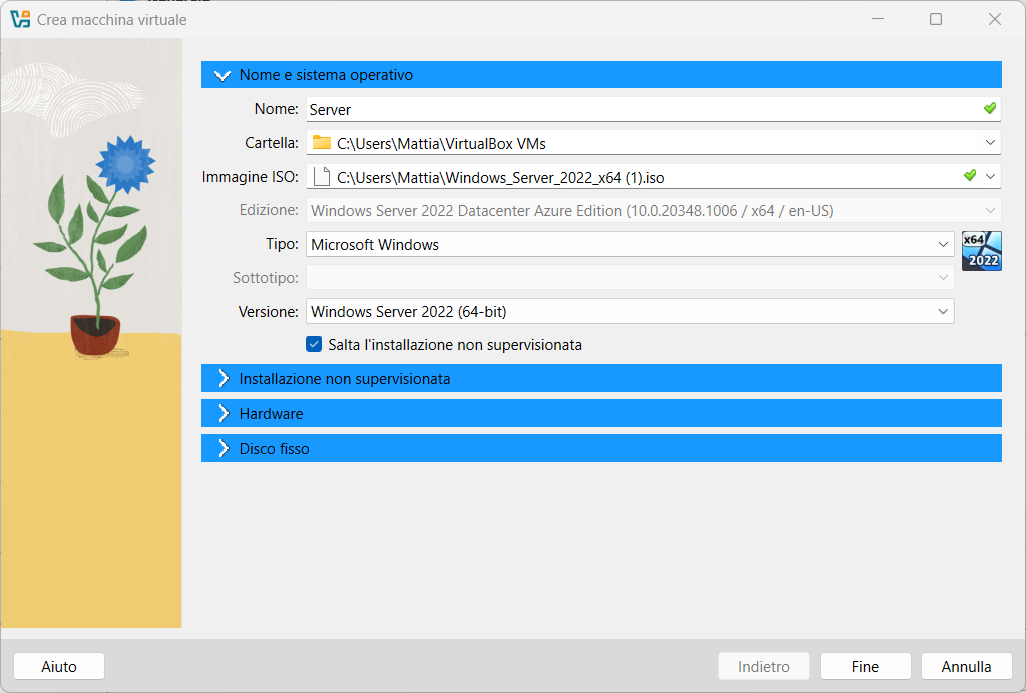 Crea macchina virtuale
Nome e sistema operativo
Nome: Server
Cartella: C:\Users\Mattia\VirtualBox VMs
Immagine ISO: C:\Users\Mattia\Windows_Server_2022_x64 (1).iso
Edizione: Windows Server 2022 Datacenter Azure Edition (10.0.20348.1006 / x64 / en-US)
Tipo: Microsoft Windows
x64
2022
Sottotipo:
Versione: Windows Server 2022 (64-bit)
Salta l'installazione non supervisionata
Installazione non supervisionata
Hardware
Disco fisso
Aiuto Indietro Fine Annulla